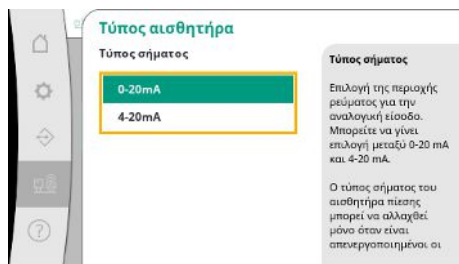 Τύπος αισθητήρα
Τύπος σήματος
0-20mA
4-20mA
Τύπος σήματος
Επιλογή της περιοχής
ρεύματος για την
αναλογική είσοδο.
Μπορείτε να γίνει
επιλογή μεταξύ 0-20 mA
και 4-20 mA.
Ο τύπος σήματος του
αισθητήρα πίεσης
μπορεί να αλλαχθεί
μόνο όταν είναι
απενεργοποιημένοι οι